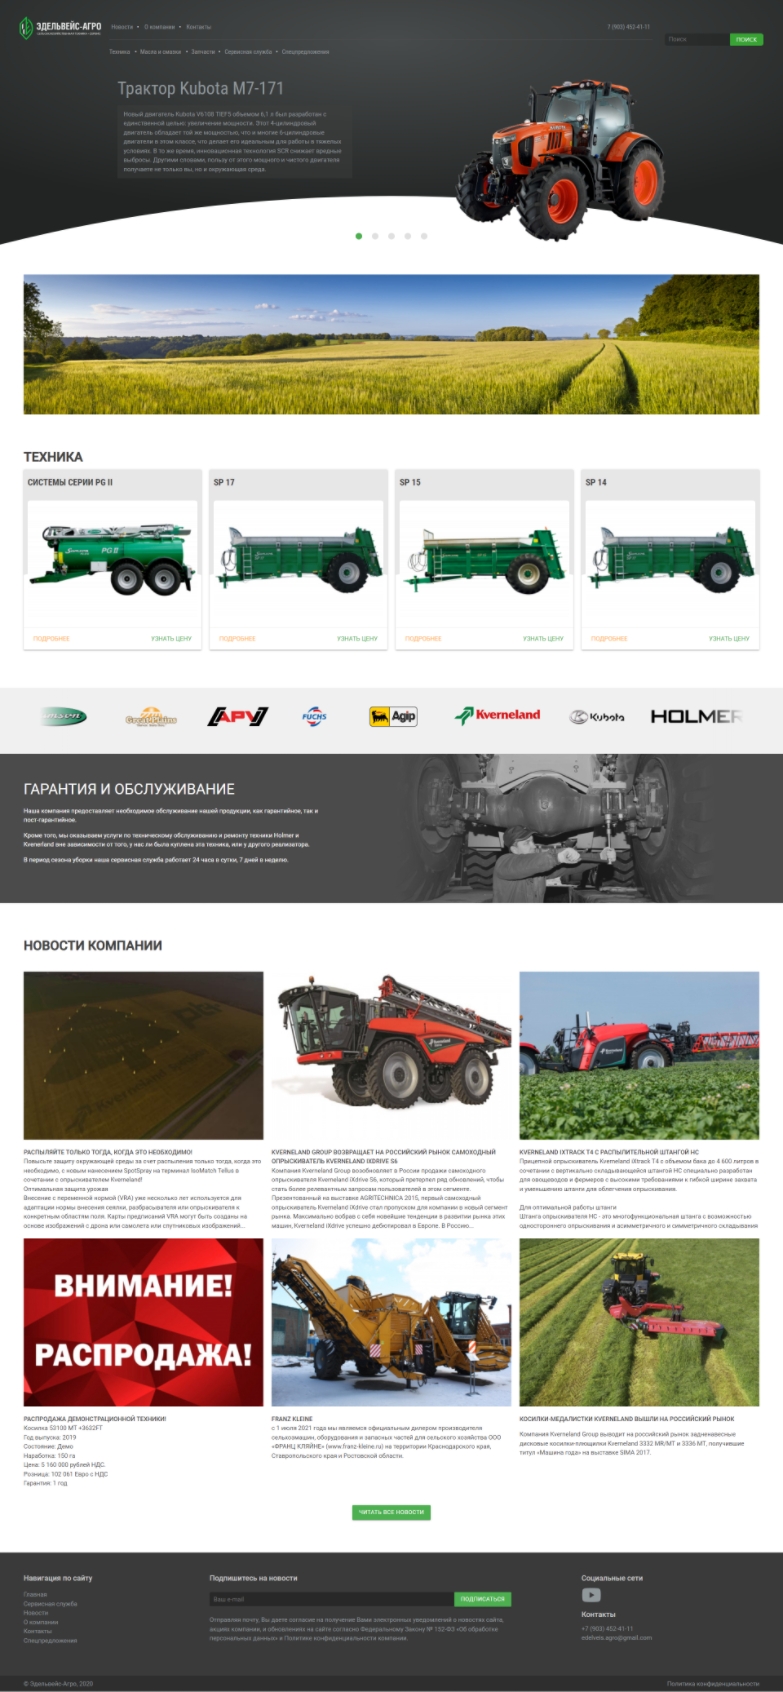 ЭДЕЛЬВЕЙС-АГРО
Новости • О компании • Контакты
7 (903) 452-41-11
Техника • Масла и смазки • Запчасти • Сервисная служба • Спецпредложения
Поиск
ПОИСК
Трактор Kubota M7-171
Новый двигатель Kubota V6108 TIEF5 объемом 6,1 л был разработан с
единственной целью: увеличение мощности. Этот 4-цилиндровый
двигатель обладает той же мощностью, что и многие 6-цилиндровые
двигатели в этом классе, что делает его идеальным для работы в тяжелых
условиях. В то же время, инновационная технология SCR снижает вредные
выбросы. Другими словами, пользу от этого мощного и чистого двигателя
получаете не только вы, но и окружающая среда.
ТЕХНИКА
СИСТЕМЫ СЕРИИ PG II
SP 17
SP 15
SP 14
PG II
ПОДРОБНЕЕ
УЗНАТЬ ЦЕНУ
ПОДРОБНЕЕ
УЗНАТЬ ЦЕНУ
ПОДРОБНЕЕ
УЗНАТЬ ЦЕНУ
ПОДРОБНЕЕ
УЗНАТЬ ЦЕНУ
Great Plains
APV
FUCHS
Agip
Kverneland
Kubota
HOLMER
ГАРАНТИЯ И ОБСЛУЖИВАНИЕ
Наша компания предоставляет необходимое обслуживание нашей продукции, как гарантийное, так и
пост-гарантийное.
Кроме того, мы оказываем услуги по техническому обслуживанию и ремонту техники Holmer и
Kvernerland вне зависимости от того, у нас ли была куплена эта техника, или у другого реализатора.
В период сезона уборки наша сервисная служба работает 24 часа в сутки, 7 дней в неделю.
НОВОСТИ КОМПАНИИ
РАСПЫЛЯЙТЕ ТОЛЬКО ТОГДА, КОГДА ЭТО НЕОБХОДИМО!
Повысьте защиту окружающей среды за счет распыления только тогда, когда это
необходимо, с новым нанесением SpotSpray на терминал IsoMatch Tellus в
сочетании с опрыскивателем Kverneland!
Оптимальная защита урожая
Внесение с переменной нормой (VRA) уже несколько лет используется для
адаптации нормы внесения сеялки, разбрасывателя или опрыскивателя к
конкретным областям поля. Карты предписаний VRA могут быть созданы на
основе изображений с дрона или самолета или спутниковых изображений...
KVERNELAND GROUP ВОЗВРАЩАЕТ НА РОССИЙСКИЙ РЫНОК САМОХОДНЫЙ
ОПРЫСКИВАТЕЛЬ KVERNELAND IXDRIVE S6
Компания Kverneland Group возобновляет в России продажи самоходного
опрыскивателя Kverneland iXdrive S6, который претерпел ряд обновлений, чтобы
стать более релевантным запросам пользователей в этом сегменте.
Презентованный на выставке AGRITECHNICA 2015, первый самоходный
опрыскиватель Kverneland iXdrive стал пропуском для компании в новый сегмент
рынка. Максимально вобрав с себя новейшие тенденции в развитии рынка этих
машин, Kverneland iXdrive успешно дебютировал в Европе. В Россию...
KVERNELAND IXTRACK T4 С РАСПЫЛИТЕЛЬНОЙ ШТАНГОЙ HC
Прицепной опрыскиватель Kverneland iXtrack T4 с объемом бака до 4 600 литров в
сочетании с вертикально складывающейся штангой HC специально разработан
для овощеводов и фермеров с высокими требованиями к гибкой ширине захвата
и уменьшению штанги для облегчения опрыскивания.
Для оптимальной работы штанги
Штанга опрыскивателя HC - это многофункциональная штанга с возможностью
одностороннего опрыскивания и асимметричного и симметричного складывания
ВНИМАНИЕ!
РАСПРОДАЖА!
РАСПРОДАЖА ДЕМОНСТРАЦИОННОЙ ТЕХНИКИ!
Косилка 53100 MT +3622FT
Год выпуска: 2019
Состояние: Демо
Наработка: 150 га
Цена: 5 160 000 рублей НДС.
Розница: 102 061 Евро с НДС
Гарантия: 1 год
FRANZ KLEINE
с 1 июля 2021 года мы являемся официальным дилером производителя
сельхозмашин, оборудования и запасных частей для сельского хозяйства ООО
«ФРАНЦ КЛЯЙНЕ» (www.franz-kleine.ru) на территории Краснодарского края,
Ставропольского края и Ростовской области.
КОСИЛКИ-МЕДАЛИСТКИ KVERNELAND ВЫШЛИ НА РОССИЙСКИЙ РЫНОК
Компания Kverneland Group выводит на российский рынок задненавесные
дисковые косилки-плющилки Kverneland 3332 MR/MT и 3336 MT, получившие
титул «Машина года» на выставке SIMA 2017.
ЧИТАТЬ ВСЕ НОВОСТИ
Навигация по сайту
Главная
Сервисная служба
Новости
О компании
Контакты
Спецпредложения
Подпишитесь на новости
Ваш e-mail
ПОДПИСАТЬСЯ
Отправляя почту, Вы даете согласие на получение Вами электронных уведомлений о новостях сайта,
акциях компании, и обновлениях на сайте согласно Федеральному Закону № 152-ФЗ «Об обработке
персональных данных» и Политике конфиденциальности компании.
Социальные сети
Контакты
+7 (903) 452-41-11
edelveis.agro@gmail.com
© Эдельвейс-Агро, 2020
Политика конфиденциальности